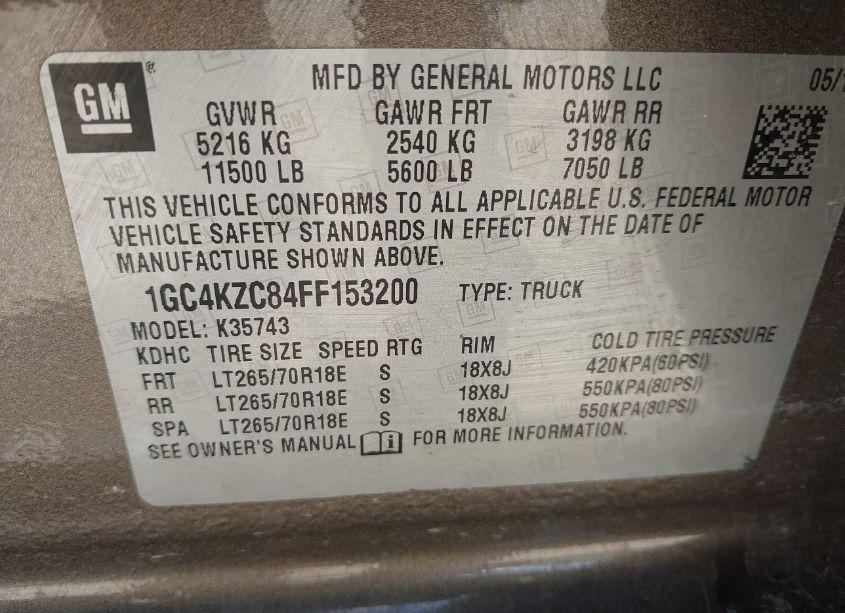 GM
MFD BY GENERAL MOTORS LLC 05/1
GVWR GAWR FRT GAWR RR
5216 KG 2540 KG 3198 KG
11500 LB 5600 LB 7050 LB
THIS VEHICLE CONFORMS TO ALL APPLICABLE U.S. FEDERAL MOTOR
VEHICLE SAFETY STANDARDS IN EFFECT ON THE DATE OF
MANUFACTURE SHOWN ABOVE.
1GC4KZC84FF153200 TYPE: TRUCK
MODEL: K35743
KDHC TIRE SIZE SPEED RTG RIM COLD TIRE PRESSURE
FRT LT265/70R18E S 18X8J 420KPA(60PSI)
RR LT265/70R18E S 18X8J 550KPA(80PSI)
SPA LT265/70R18E S 18X8J 550KPA(80PSI)
SEE OWNER'S MANUAL i FOR MORE INFORMATION.